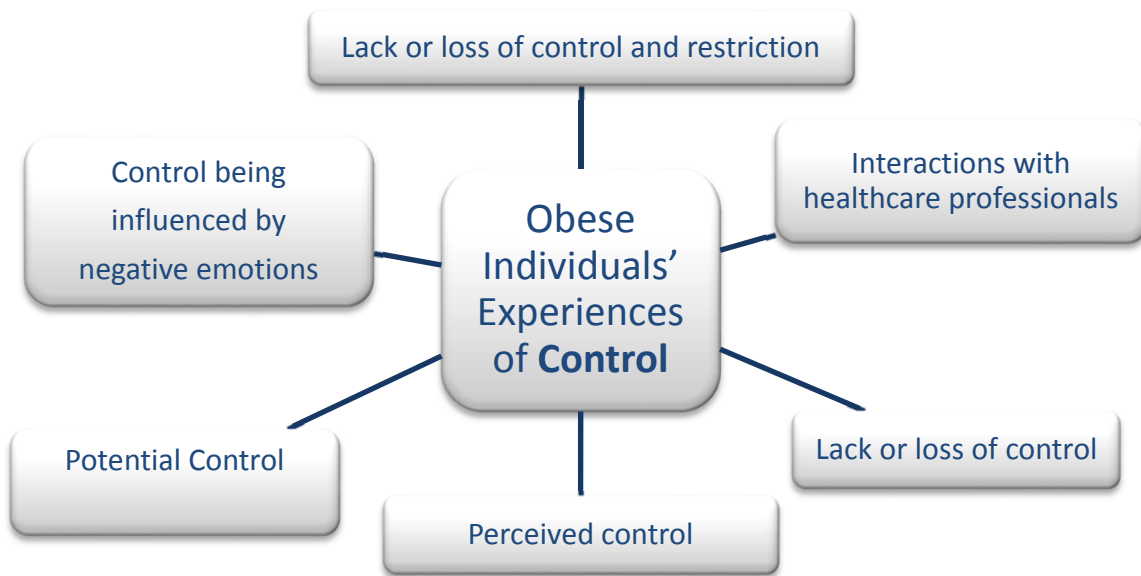 Lack or loss of control and restriction
Control being
influenced by
negative emotions
Interactions with
healthcare professionals
Obese
Individuals’
Experiences
of Control
Potential Control
Lack or loss of control
Perceived control